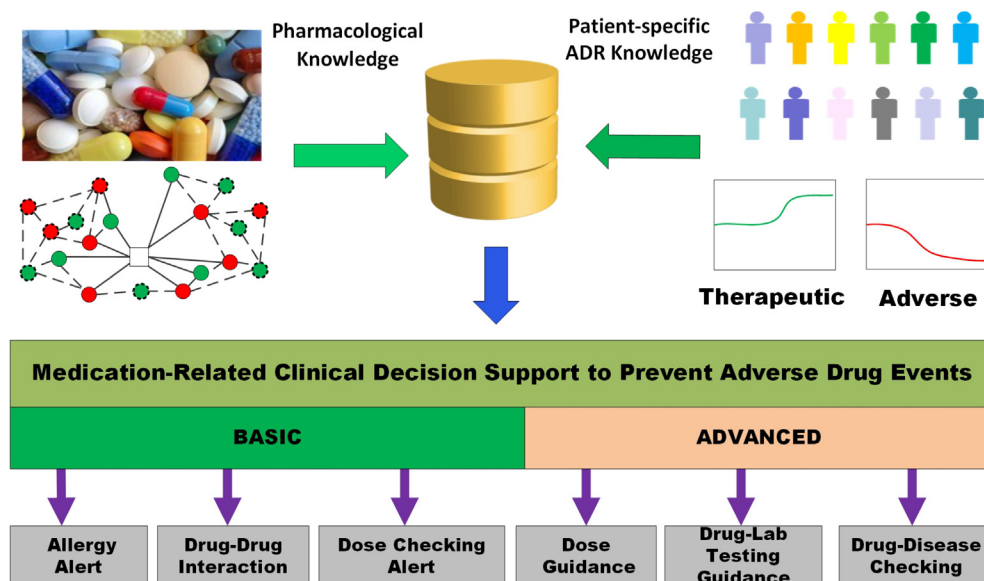 Pharmacological
Knowledge
Patient-specific
ADR Knowledge
Therapeutic
Adverse
Medication-Related Clinical Decision Support to Prevent Adverse Drug Events
BASIC
ADVANCED
Allergy
Alert
Drug-Drug
Interaction
Dose Checking
Alert
Dose
Guidance
Drug-Lab
Testing
Guidance
Drug-Disease
Checking